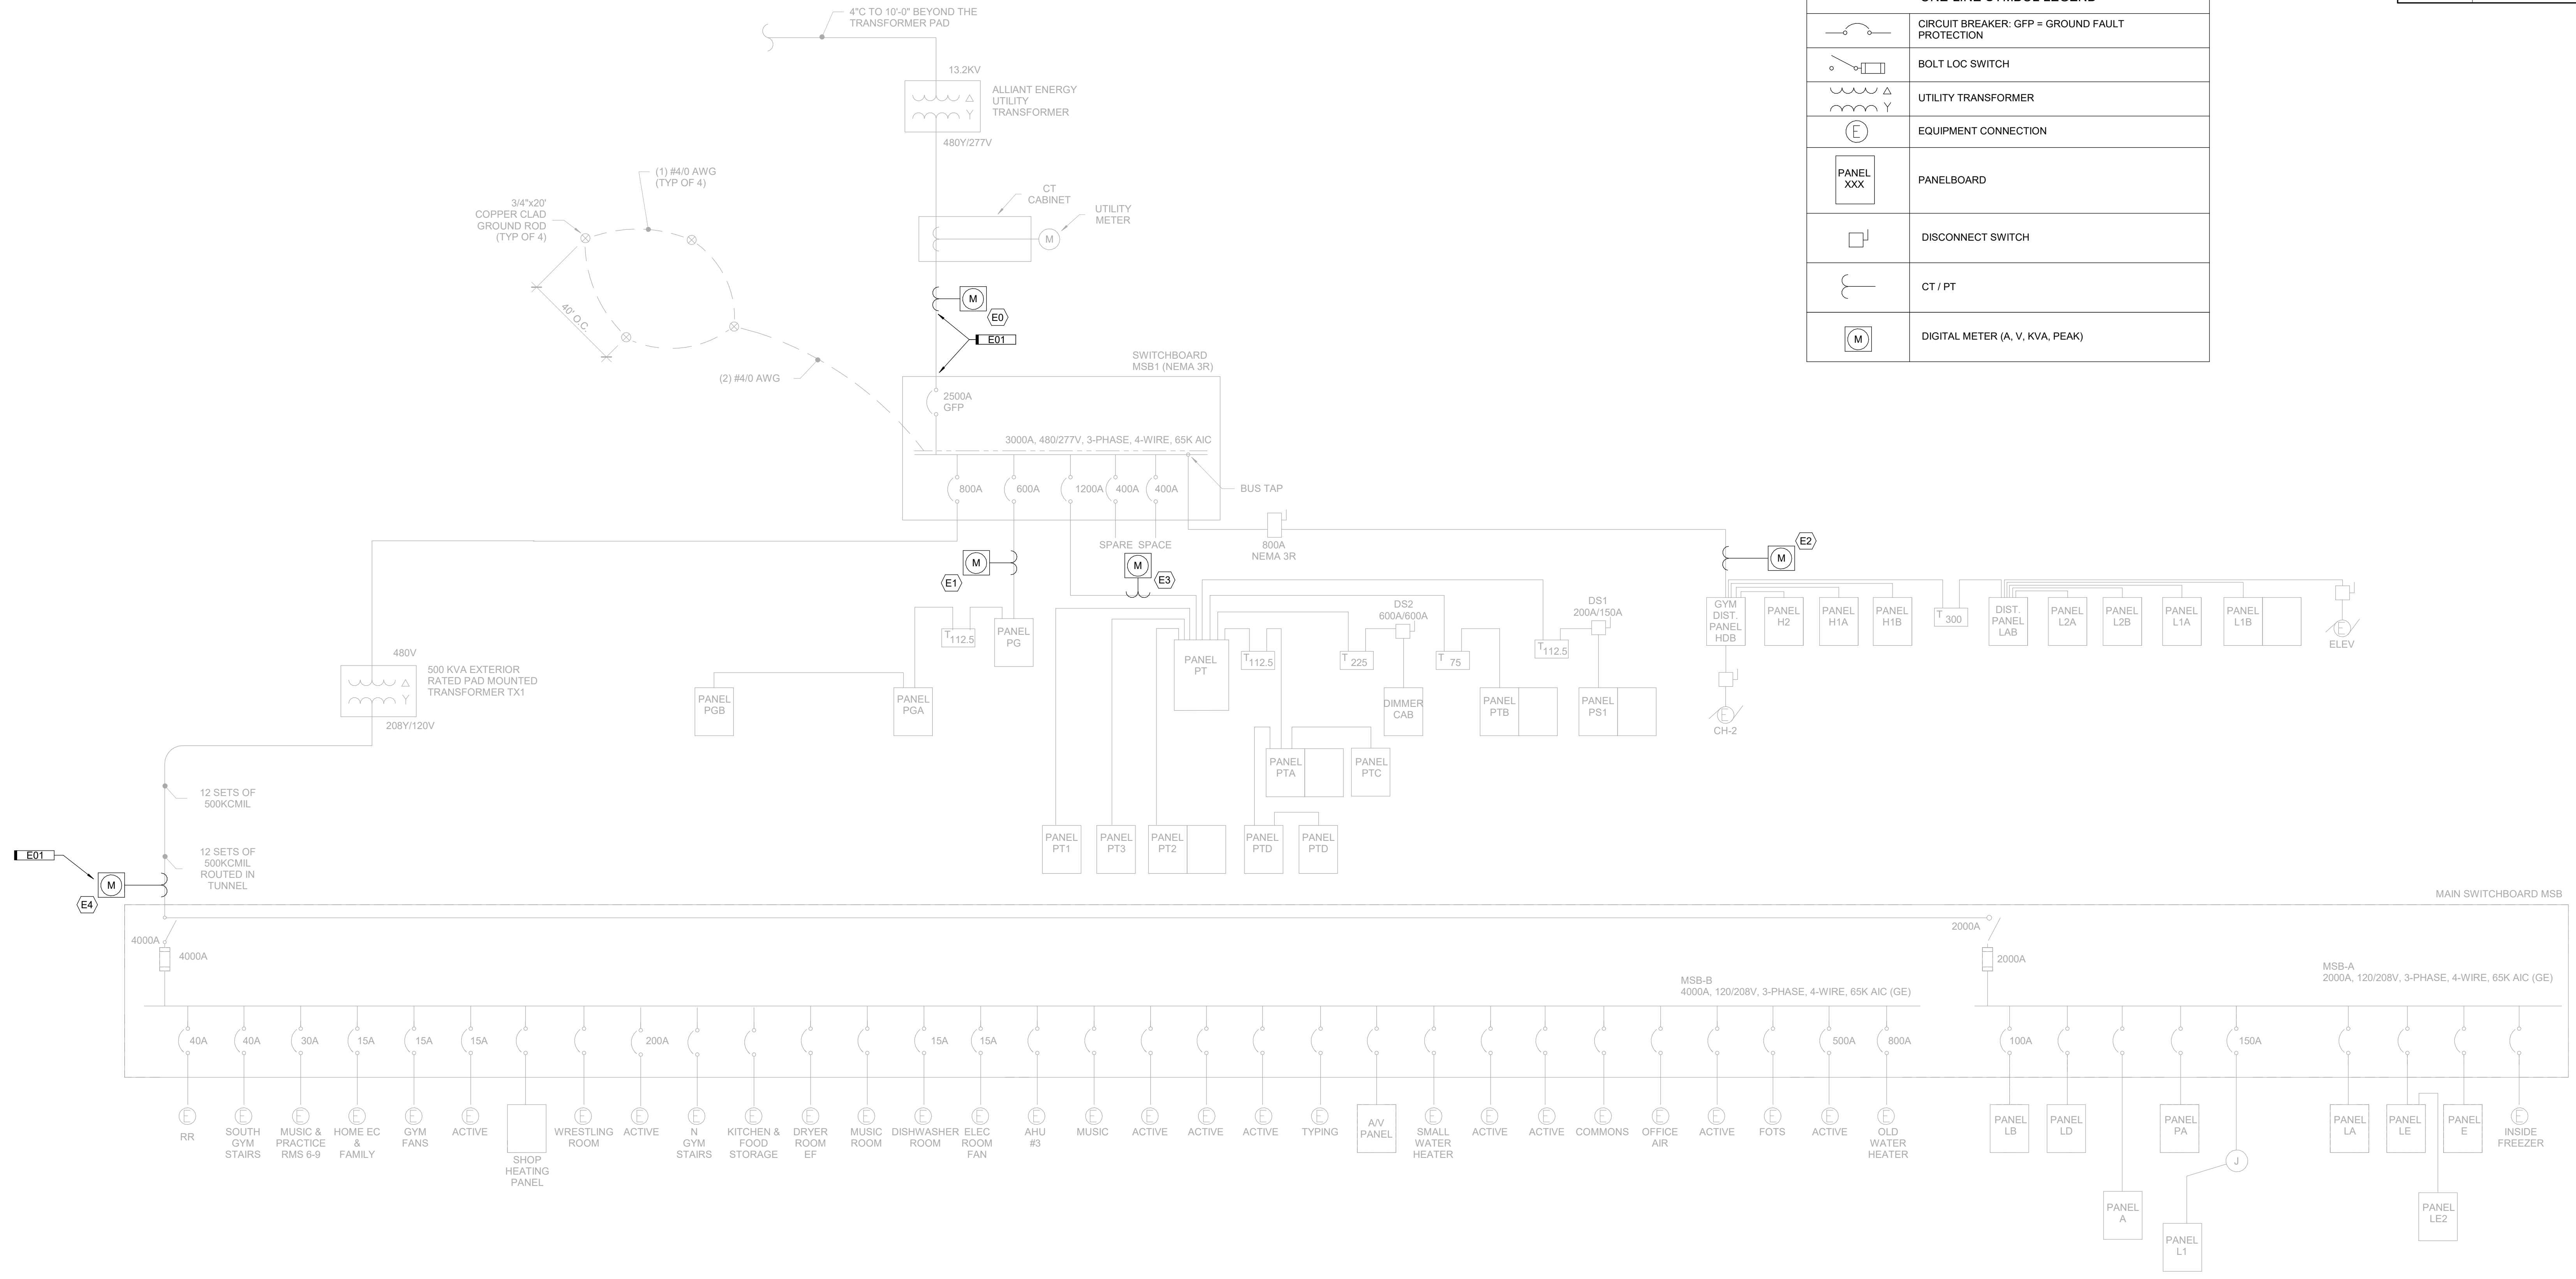 4"C TO 10'-0" BEYOND THE
TRANSFORMER PAD
13.2KV
ALLIANT ENERGY
UTILITY
TRANSFORMER
480Y/277V
CIRCUIT BREAKER: GFP = GROUND FAULT
PROTECTION
BOLT LOC SWITCH
UTILITY TRANSFORMER
E
EQUIPMENT CONNECTION
PANEL
XXX
PANELBOARD
DISCONNECT SWITCH
CT / PT
M
DIGITAL METER (A, V, KVA, PEAK)
(1) #4/0 AWG
(TYP OF 4)
3/4"x20'
COPPER CLAD
GROUND ROD
(TYP OF 4)
40' O.C.
(2) #4/0 AWG
CT
CABINET
UTILITY
METER
M
M
E0
E01
SWITCHBOARD
MSB1 (NEMA 3R)
2500A
GFP
3000A, 480/277V, 3-PHASE, 4-WIRE, 65K AIC
800A
600A
1200A
400A
400A
BUS TAP
SPARE
SPACE
800A
NEMA 3R
M
E1
M
E3
M
E2
480V
500 KVA EXTERIOR
RATED PAD MOUNTED
TRANSFORMER TX1
208Y/120V
T
112.5
PANEL
PG
PANEL
PGB
PANEL
PGA
PANEL
PT
T
112.5
T
225
DS2
600A/600A
DIMMER
CAB
T
75
PANEL
PTB
T
112.5
DS1
200A/150A
PANEL
PS1
PANEL
PTA
PANEL
PTC
PANEL
PT1
PANEL
PT3
PANEL
PT2
PANEL
PTD
PANEL
PTD
GYM
DIST.
PANEL
HDB
PANEL
H2
PANEL
H1A
PANEL
H1B
T
300
DIST.
PANEL
LAB
PANEL
L2A
PANEL
L2B
PANEL
L1A
PANEL
L1B
E
ELEV
E
CH-2
12 SETS OF
500KCMIL
12 SETS OF
500KCMIL
ROUTED IN
TUNNEL
E01
M
E4
MAIN SWITCHBOARD MSB
4000A
4000A
2000A
2000A
MSB-B
4000A, 120/208V, 3-PHASE, 4-WIRE, 65K AIC (GE)
MSB-A
2000A, 120/208V, 3-PHASE, 4-WIRE, 65K AIC (GE)
40A
40A
30A
15A
15A
15A
200A
15A
15A
500A
800A
100A
150A
E
RR
E
SOUTH
GYM
STAIRS
E
MUSIC &
PRACTICE
RMS 6-9
E
HOME EC
&
FAMILY
E
GYM
FANS
E
ACTIVE
SHOP
HEATING
PANEL
E
WRESTLING
ROOM
E
ACTIVE
E
N
GYM
STAIRS
E
KITCHEN &
FOOD
STORAGE
E
DRYER
ROOM
EF
E
MUSIC
ROOM
E
DISHWASHER
ROOM
E
ELEC
ROOM
FAN
E
AHU
#3
E
MUSIC
E
ACTIVE
E
ACTIVE
E
ACTIVE
E
TYPING
A/V
PANEL
E
SMALL
WATER
HEATER
E
ACTIVE
E
ACTIVE
E
COMMONS
E
OFFICE
AIR
E
ACTIVE
E
FOTS
E
ACTIVE
E
OLD
WATER
HEATER
PANEL
LB
PANEL
LD
PANEL
A
PANEL
PA
J
PANEL
L1
PANEL
LA
PANEL
LE
PANEL
LE2
PANEL
E
E
INSIDE
FREEZER